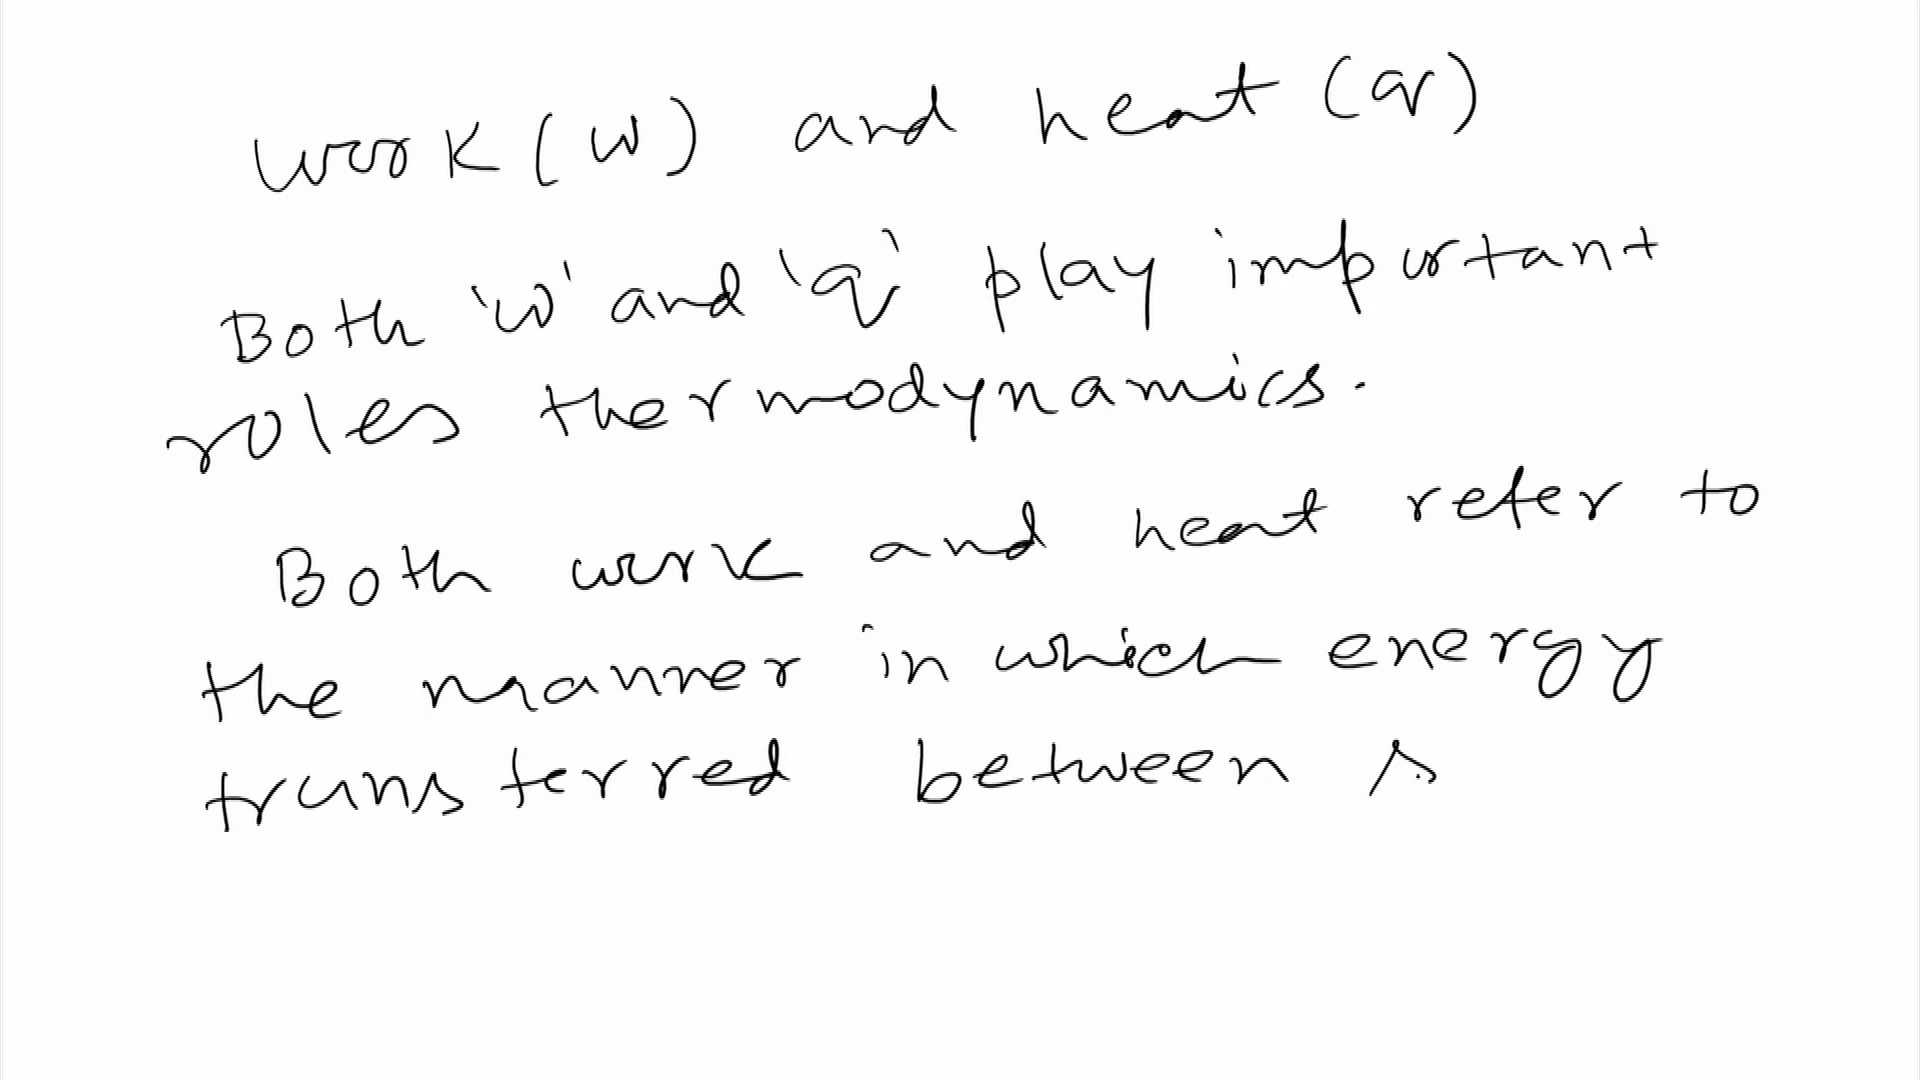 work (w) and heat (q)
Both 'w' and 'q' play important
roles thermodynamics.
Both work and heat refer to
the manner in which energy
transferred between s